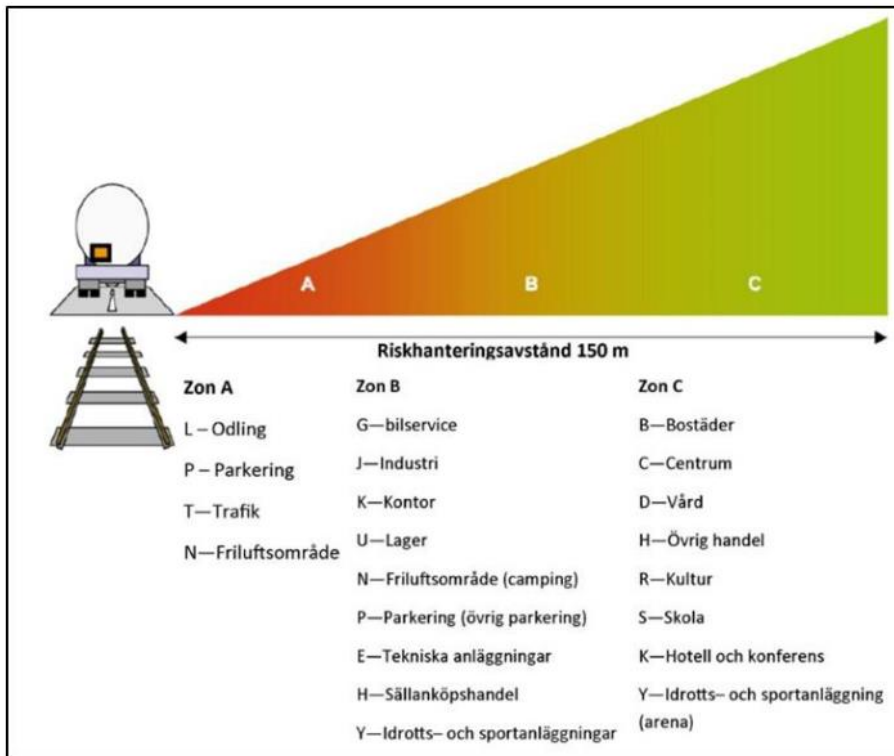 A
B
C
Riskhanteringsavstånd 150 m
Zon A
L – Odling
P – Parkering
T—Trafik
N—Friluftsområde
Zon B
G—bilservice
J—Industri
K—Kontor
U—Lager
N—Friluftsområde (camping)
P—Parkering (övrig parkering)
E—Tekniska anläggningar
H—Sällanköpshandel
Y—Idrotts– och sportanläggningar
Zon C
B—Bostäder
C—Centrum
D—Vård
H—Övrig handel
R—Kultur
S—Skola
K—Hotell och konferens
Y—Idrotts– och sportanläggning
(arena)